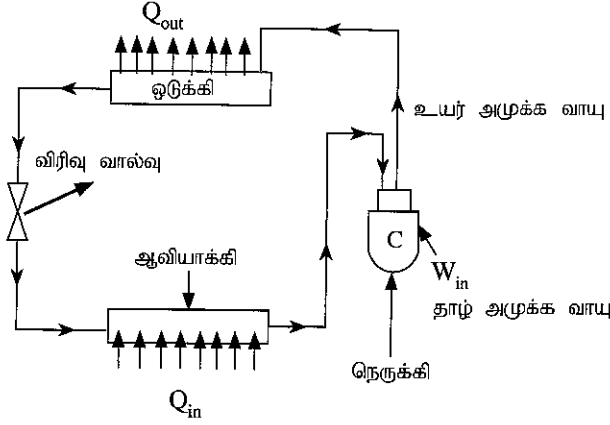 Qout
ஒடுக்கி
உயர் அமுக்க வாயு
விரிவு வால்வு
C
ஆவியாக்கி
Win
தாழ் அமுக்க வாயு
நெருக்கி
Qin